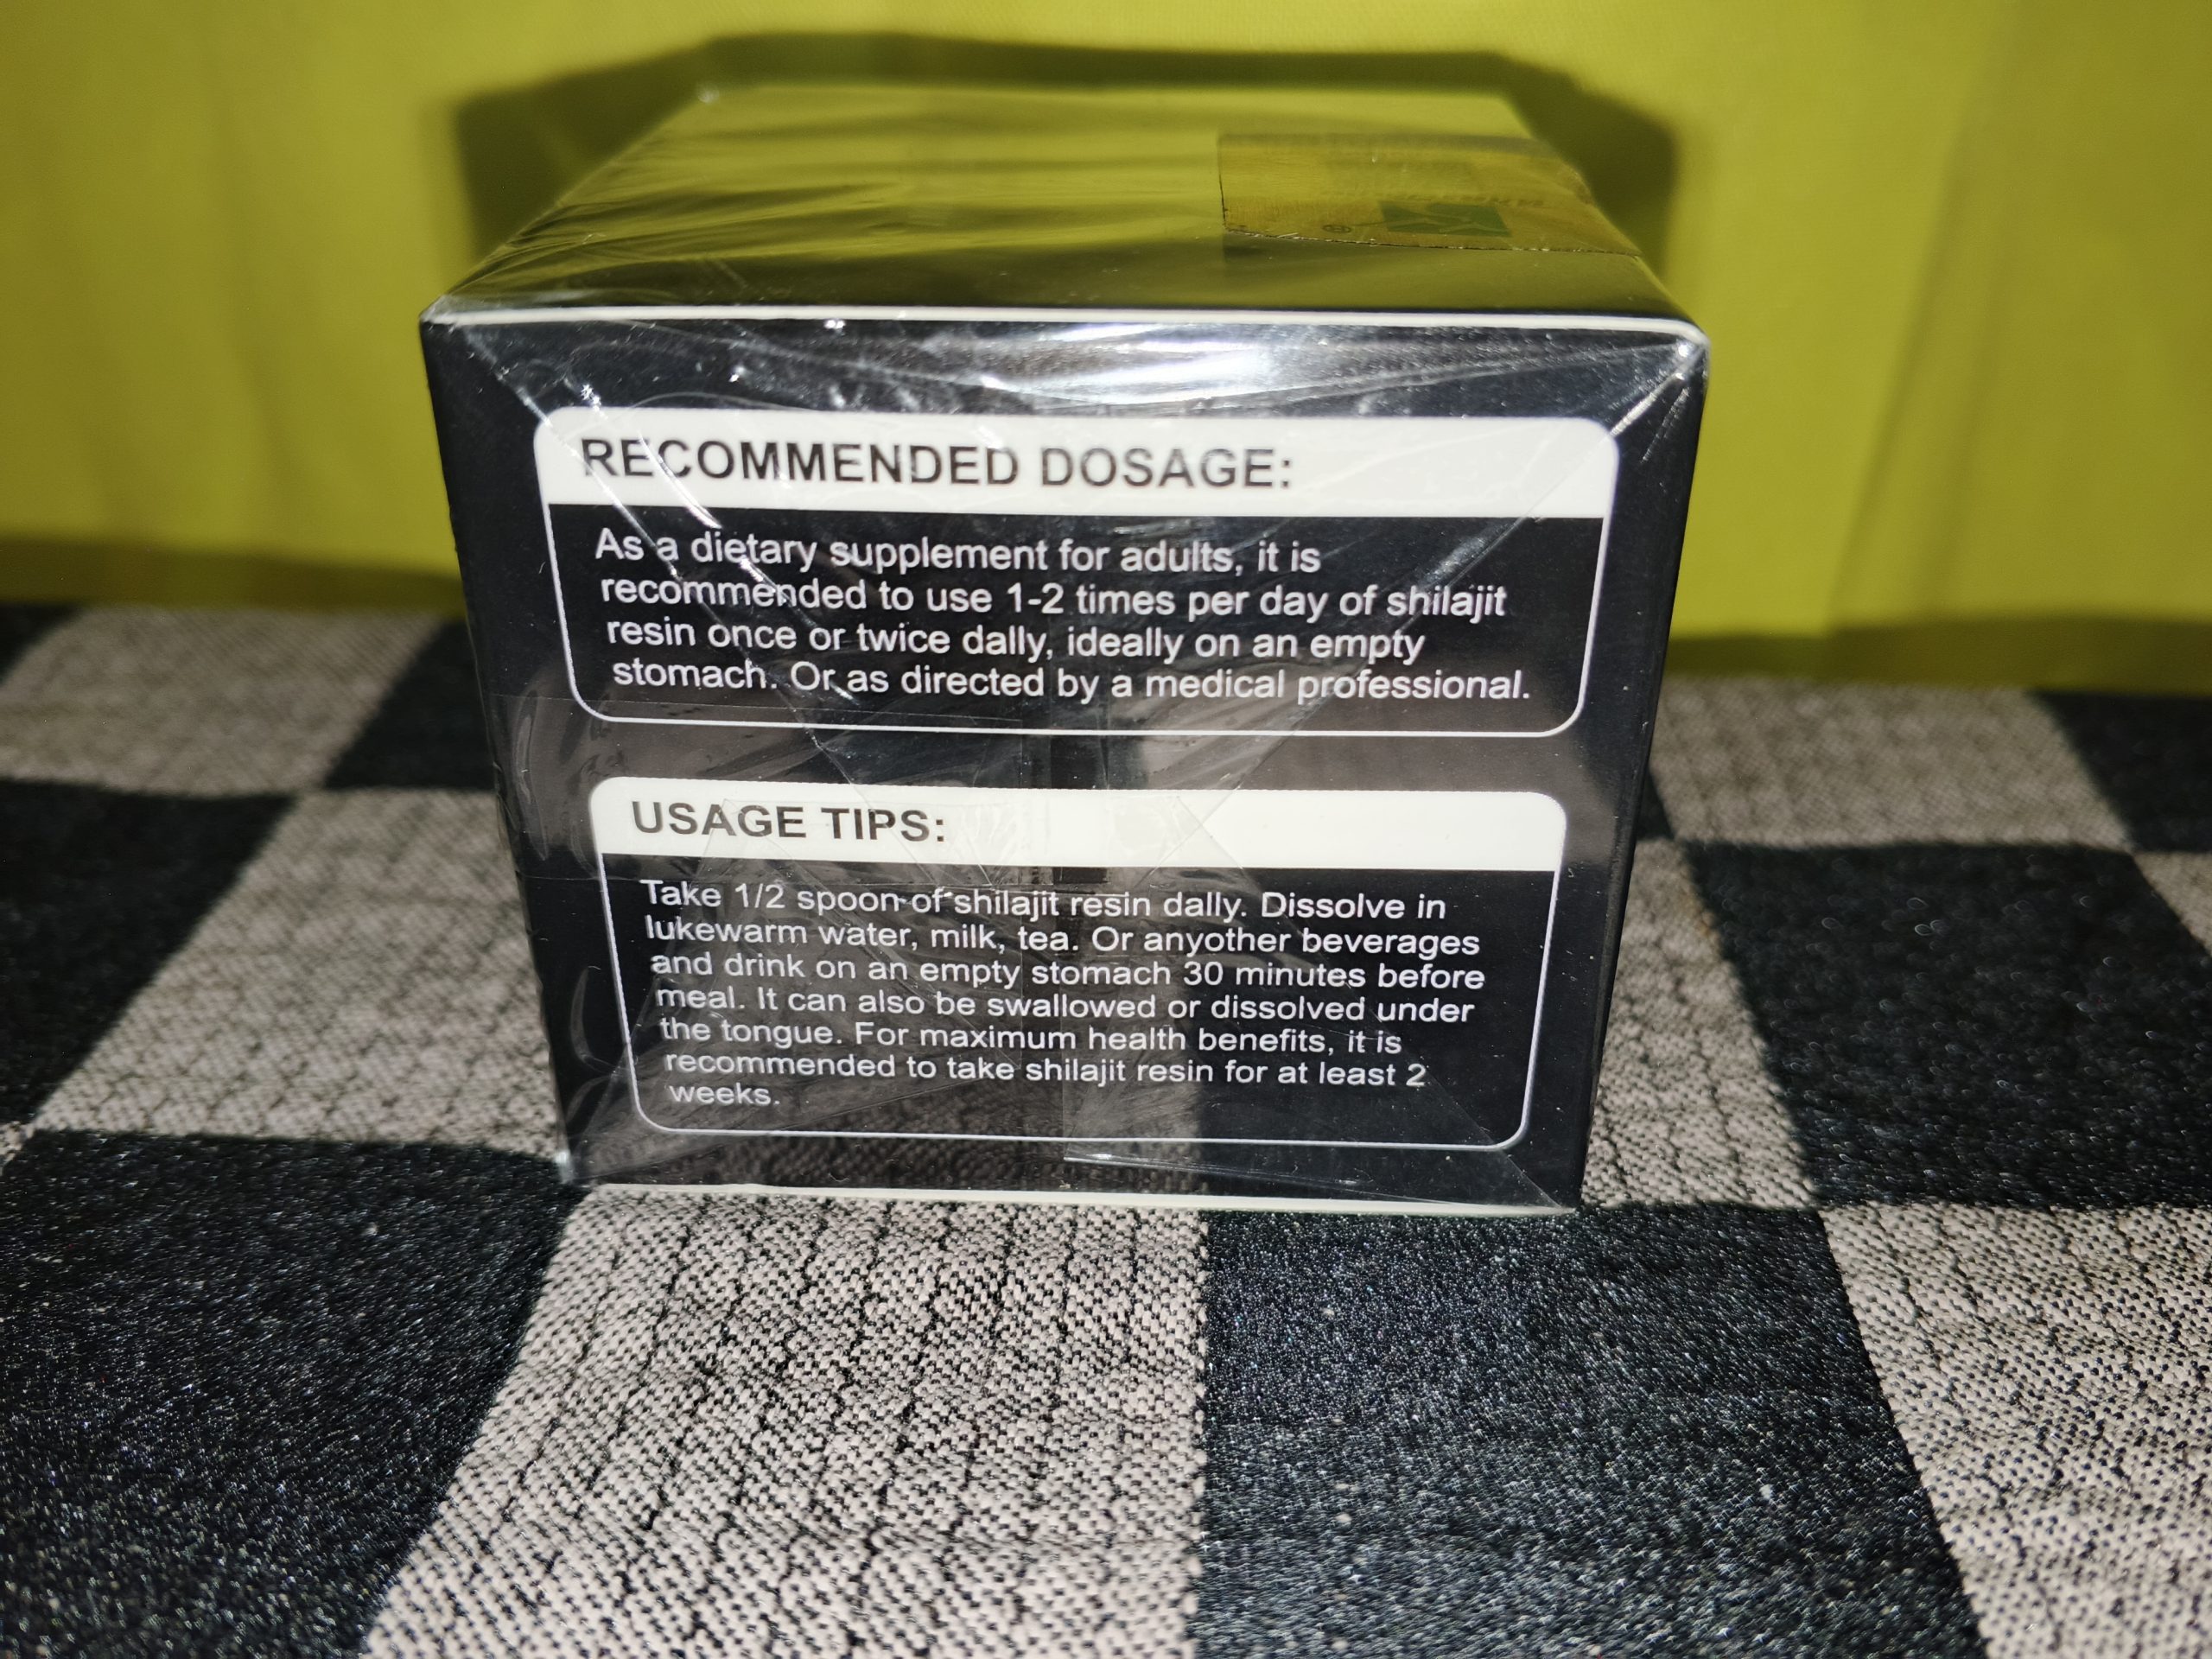 RECOMMENDED DOSAGE:
As a dietary supplement for adults, it is
recommended to use 1-2 times per day of shilajit
resin once or twice dally, ideally on an empty
stomach. Or as directed by a medical professional.
USAGE TIPS:
Take 1/2 spoon of shilajit resin dally. Dissolve in
lukewarm water, milk, tea. Or anyother beverages
and drink on an empty stomach 30 minutes before
meal. It can also be swallowed or dissolved under
the tongue. For maximum health benefits, it is
recommended to take shilajit resin for at least 2
weeks.